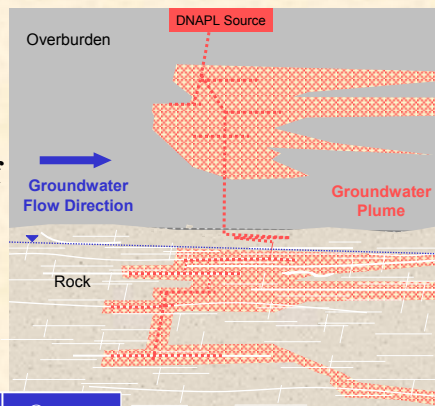 DNAPL Source
Overburden
Groundwater
Flow Direction
Groundwater
Plume
Rock